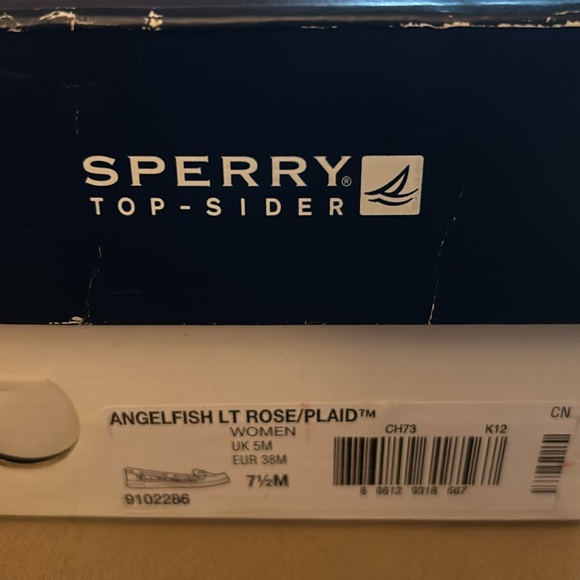 SPERRY®
TOP-SIDER
ANGELFISH LT ROSE/PLAID™ CN
WOMEN CH73 K12
UK 5M
EUR 38M
7½M
9102286